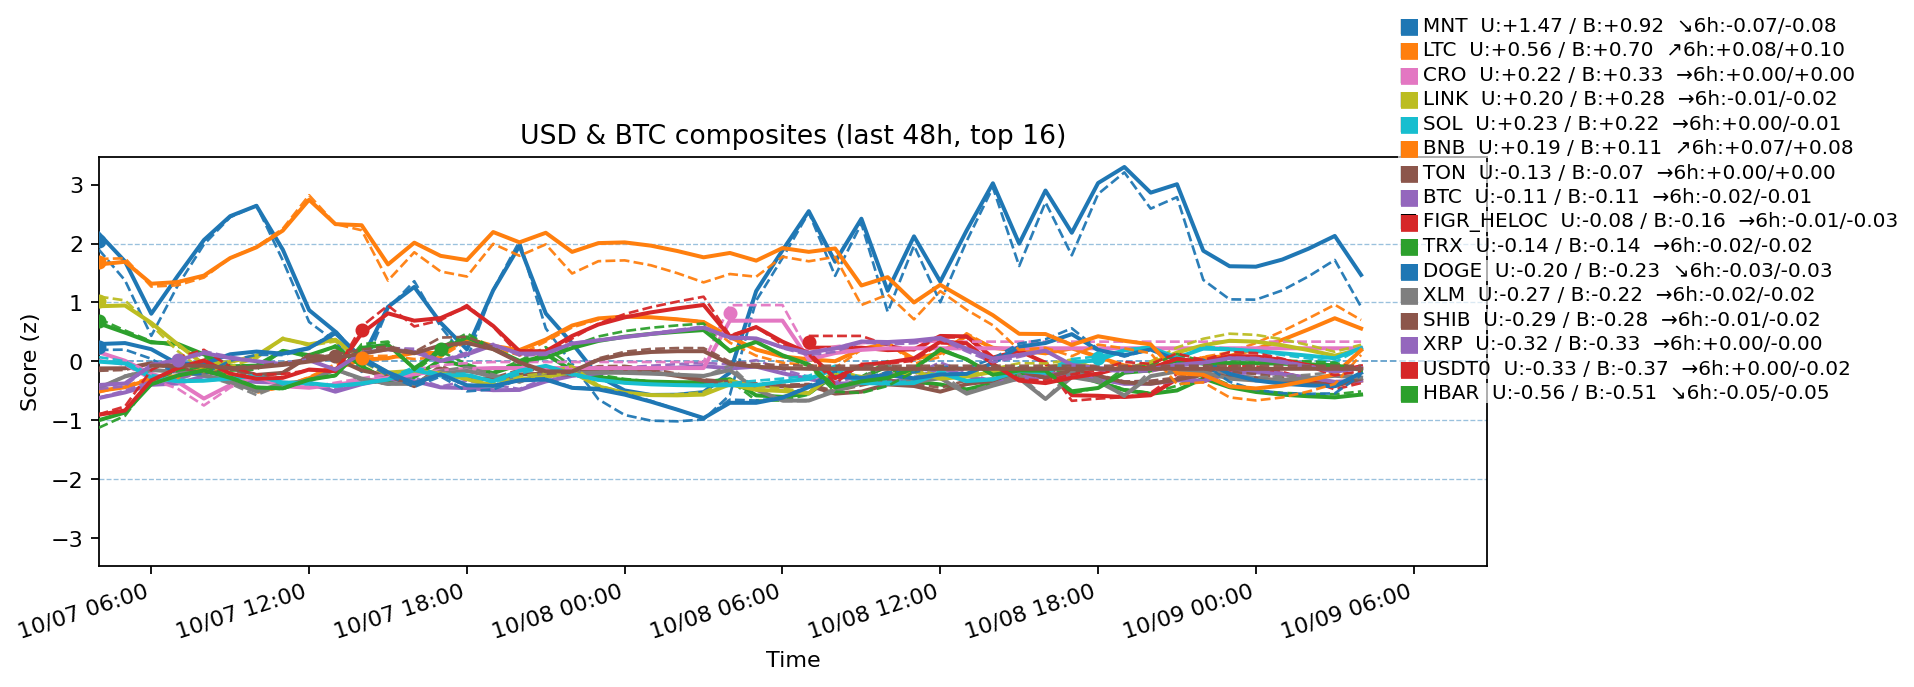 MNT  U:+1.47 / B:+0.92  ↘6h:-0.07/-0.08
LTC  U:+0.56 / B:+0.70  ↗6h:+0.08/+0.10
CRO  U:+0.22 / B:+0.33  →6h:+0.00/+0.00
LINK  U:+0.20 / B:+0.28  →6h:-0.01/-0.02
SOL  U:+0.23 / B:+0.22  →6h:+0.00/-0.01
BNB  U:+0.19 / B:+0.11  ↗6h:+0.07/+0.08
TON  U:-0.13 / B:-0.07  →6h:+0.00/+0.00
BTC  U:-0.11 / B:-0.11  →6h:-0.02/-0.01
FIGR_HELOC  U:-0.08 / B:-0.16  →6h:-0.01/-0.03
TRX  U:-0.14 / B:-0.14  →6h:-0.02/-0.02
DOGE  U:-0.20 / B:-0.23  ↘6h:-0.03/-0.03
XLM  U:-0.27 / B:-0.22  →6h:-0.02/-0.02
SHIB  U:-0.29 / B:-0.28  →6h:-0.01/-0.02
XRP  U:-0.32 / B:-0.33  →6h:+0.00/-0.00
USDT0  U:-0.33 / B:-0.37  →6h:+0.00/-0.02
HBAR  U:-0.56 / B:-0.51  ↘6h:-0.05/-0.05
USD & BTC composites (last 48h, top 16)
Score (z)
3
2
1
0
−1
−2
−3
10/07 06:00
10/07 12:00
10/07 18:00
10/08 00:00
10/08 06:00
10/08 12:00
10/08 18:00
10/09 00:00
10/09 06:00
Time